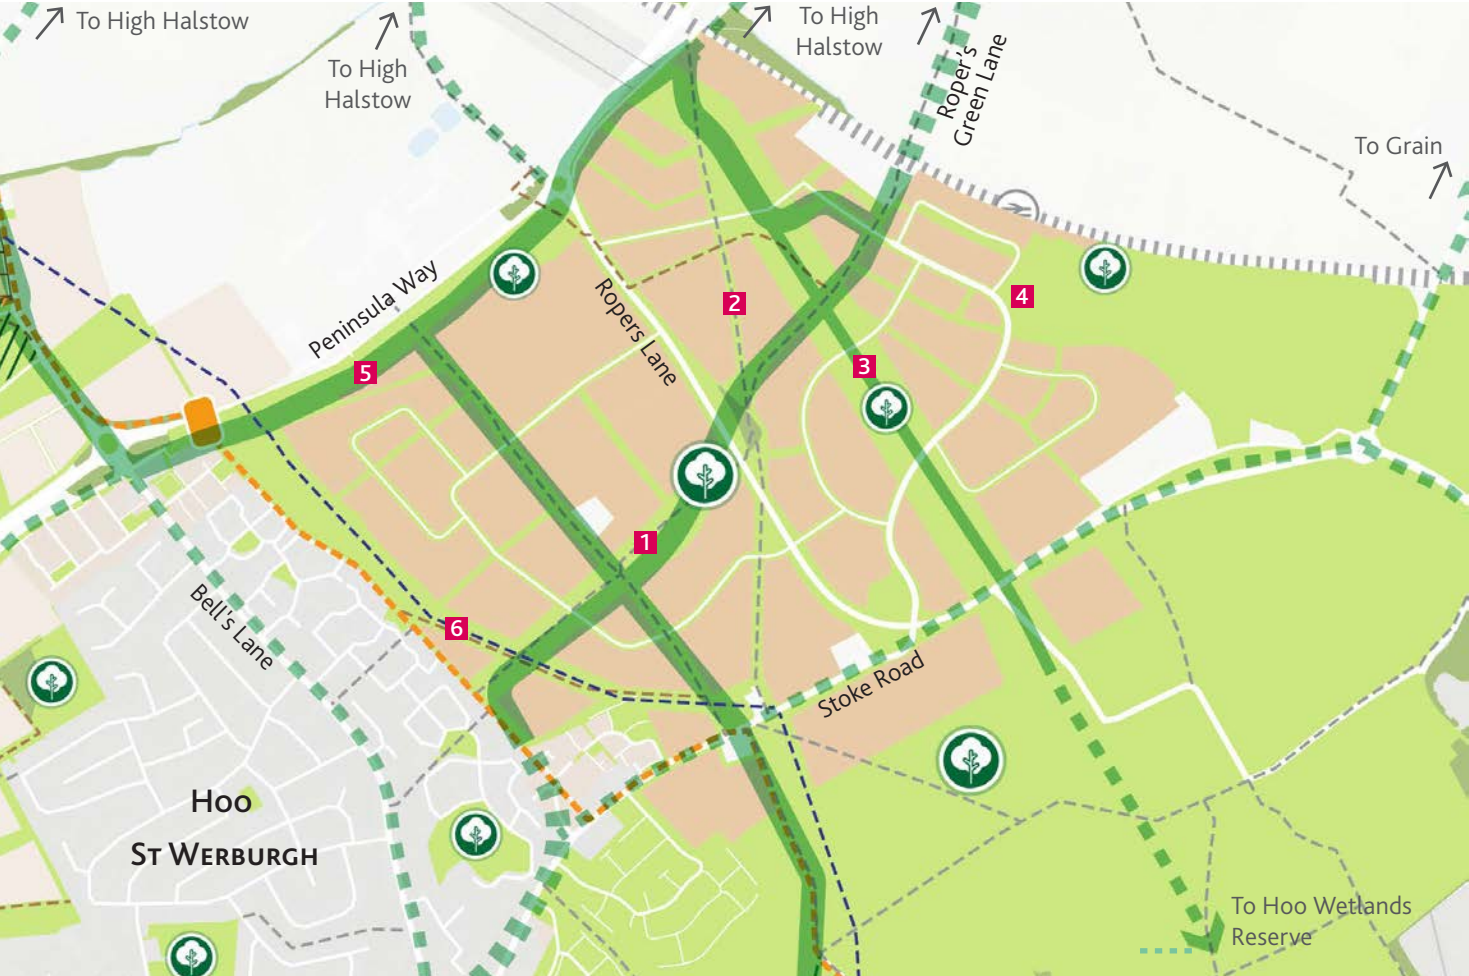 To High Halstow
To High
Halstow
To High
Halstow
Roper's
Green Lane
To Grain
Peninsula Way
Ropers Lane
2
4
5
3
1
6
Bell's Lane
Stoke Road
Hoo
St Werburgh
To Hoo Wetlands
Reserve